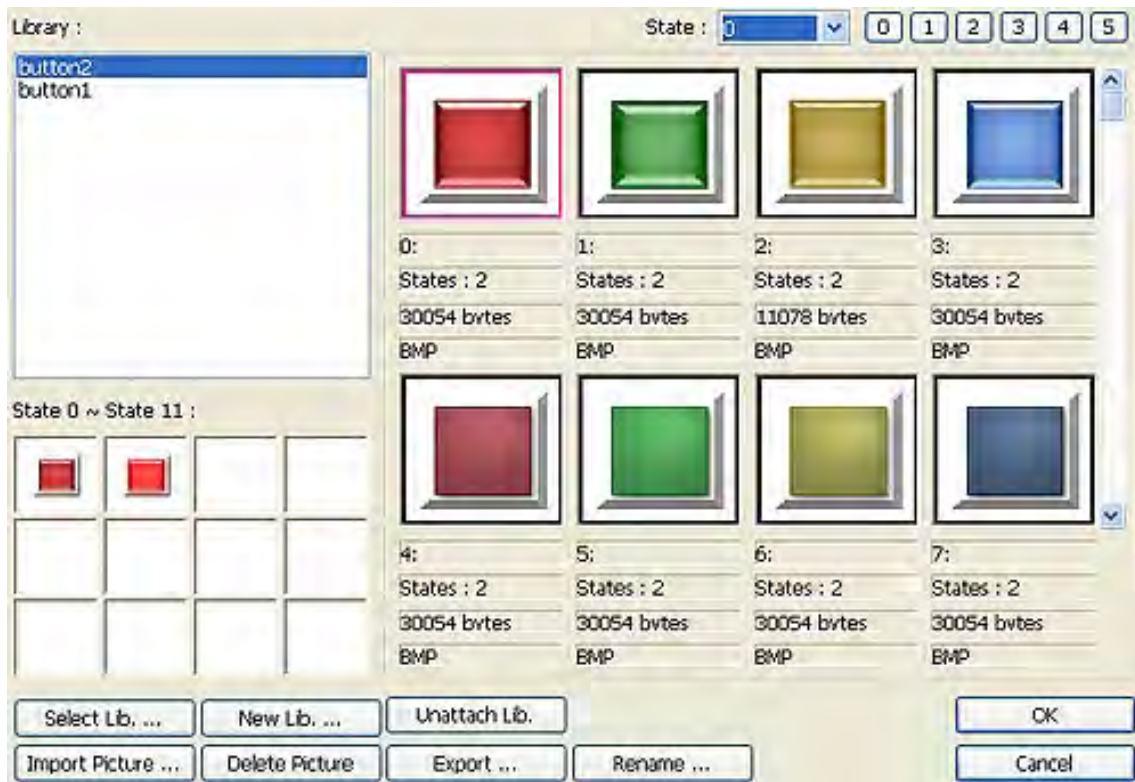 Library :
State : 0 0 1 2 3 4 5
button2
button1
0: 1: 2: 3:
States : 2 States : 2 States : 2 States : 2
30054 bytes 30054 bytes 11078 bytes 30054 bytes
BMP BMP BMP BMP
State 0 ~ State 11 :
4: 5: 6: 7:
States : 2 States : 2 States : 2 States : 2
30054 bytes 30054 bytes 30054 bytes 30054 bytes
BMP BMP BMP BMP
Select Lib. ... New Lib. ... Unattach Lib. OK
Import Picture ... Delete Picture Export ... Rename ... Cancel